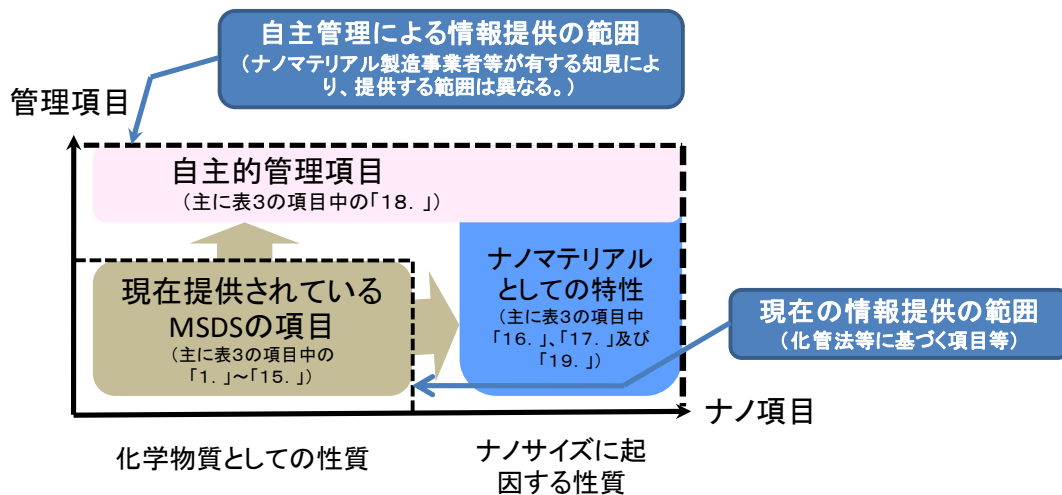 自主管理による情報提供の範囲
（ナノマテリアル製造事業者等が有する知見によ
り、提供する範囲は異なる。）
管理項目
自主的管理項目
（主に表3の項目中の「18．」）
現在提供されている
MSDSの項目
（主に表3の項目中の
「1．」～「15．」）
ナノマテリアル
としての特性
（主に表3の項目中
「16．」、「17．」及び
「19．」）
現在の情報提供の範囲
（化管法等に基づく項目等）
ナノ項目
化学物質としての性質
ナノサイズに起
因する性質